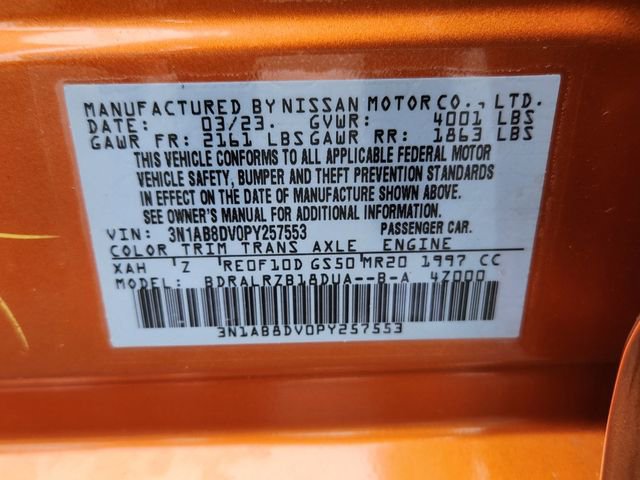 MANUFACTURED BY NISSAN MOTOR CO., LTD.
DATE: 03/23. GVWR: 4001 LBS
GAWR FR: 2161 LBS GAWR RR: 1863 LBS
THIS VEHICLE CONFORMS TO ALL APPLICABLE FEDERAL MOTOR
VEHICLE SAFETY, BUMPER AND THEFT PREVENTION STANDARDS
IN EFFECT ON THE DATE OF MANUFACTURE SHOWN ABOVE.
SEE OWNER'S MANUAL FOR ADDITIONAL INFORMATION.
VIN: 3N1AB8DV0PY257553 PASSENGER CAR.
COLOR TRIM TRANS AXLE ENGINE
XAH Z RE0F10D GS50 MR20 1997 CC
MODEL: BDRALRZB18DUA--B-A 4Z000
3N1AB8DV0PY257553